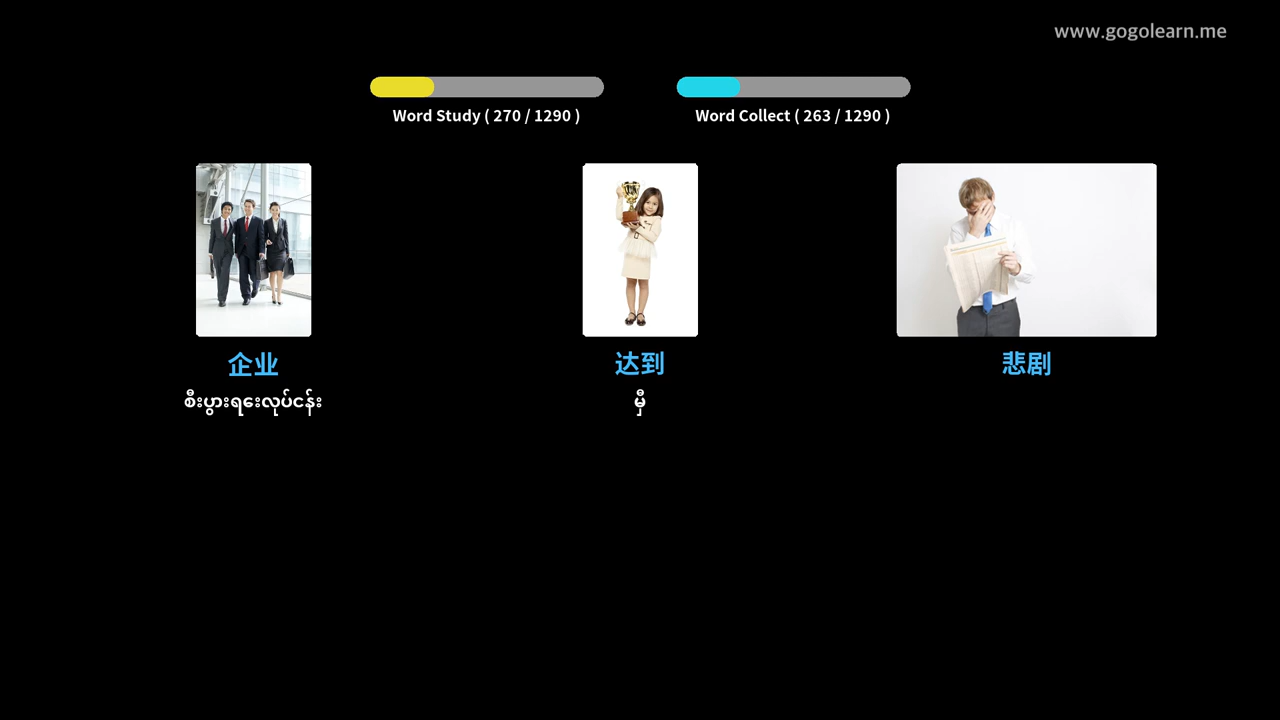 www.gogolearn.me
Word Study ( 270 / 1290 )
Word Collect ( 263 / 1290 )
企业
达到
悲剧
စီးပွားရေးလုပ်ငန်း
မှီ